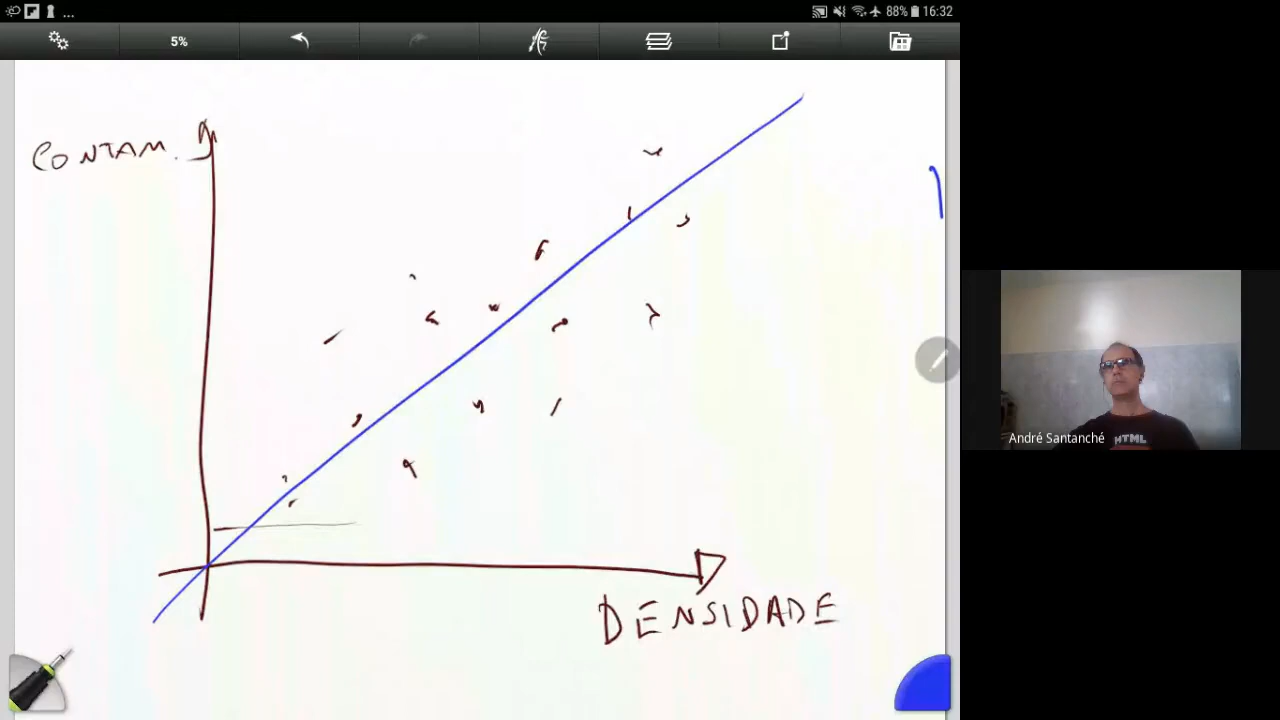 ... 88% 16:32
5%
CONTAM.
DENSIDADE
André Santanché
HTML